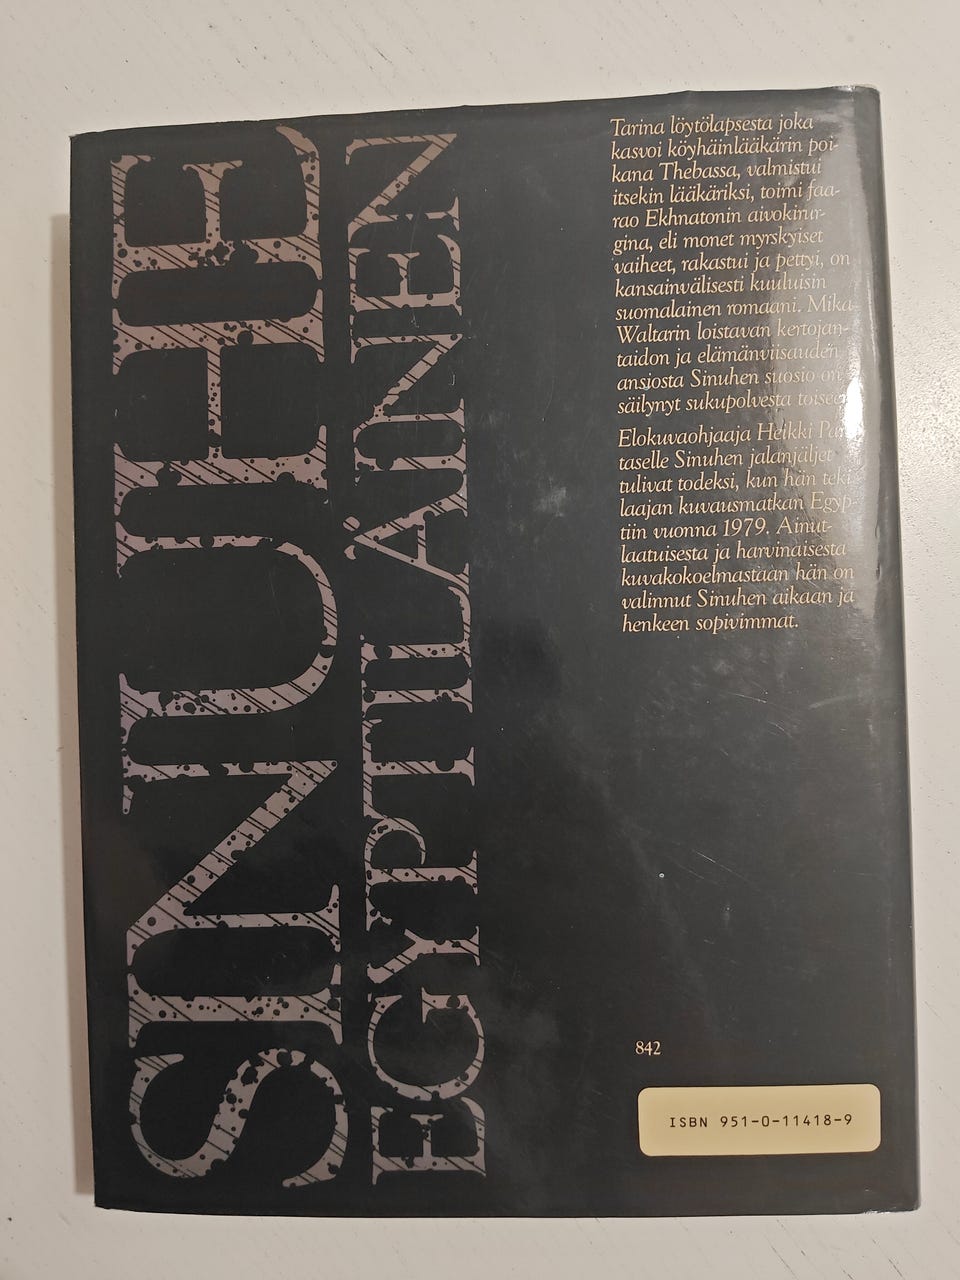 SINUHE
EGYPTILÄINEN
Tarina löytölapsesta joka
kasvoi köyhäinlääkärin poi-
kana Thebassa, valmistui
itsekin lääkäriksi, toimi faa-
rao Ekhnatonin aivokirur-
gina, eli monet myrskyiset
vaiheet, rakastui ja pettyi, on
kansainvälisesti kuuluisin
suomalainen romaani. Mika
Waltarin loistavan kertojan-
taidon ja elämänviisauden
ansiosta Sinuhen suosio on
säilynyt sukupolvesta toiseen.
Elokuvaohjaaja Heikki Par-
taselle Sinuhen jalanjäljet
tulivat todeksi, kun hän teki
laajan kuvausmatkan Egyp-
tiin vuonna 1979. Ainut-
laatuisesta ja harvinaisesta
kuvakokoelmastaan hän on
valinnut Sinuhen aikaan ja
henkeen sopivimmat.
842
ISBN 951-0-11418-9